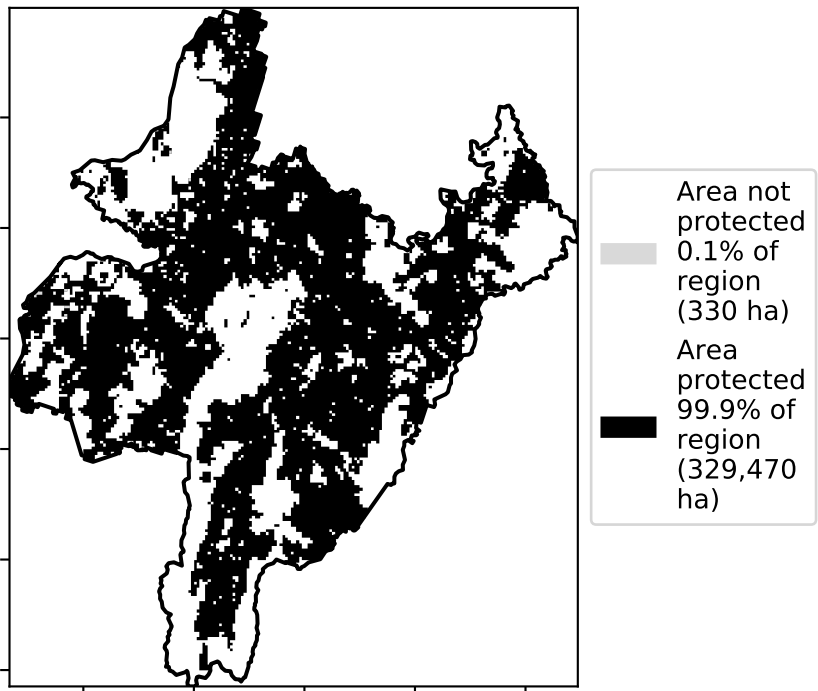 Area not
protected
0.1% of
region
(330 ha)
Area
protected
99.9% of
region
(329,470
ha)